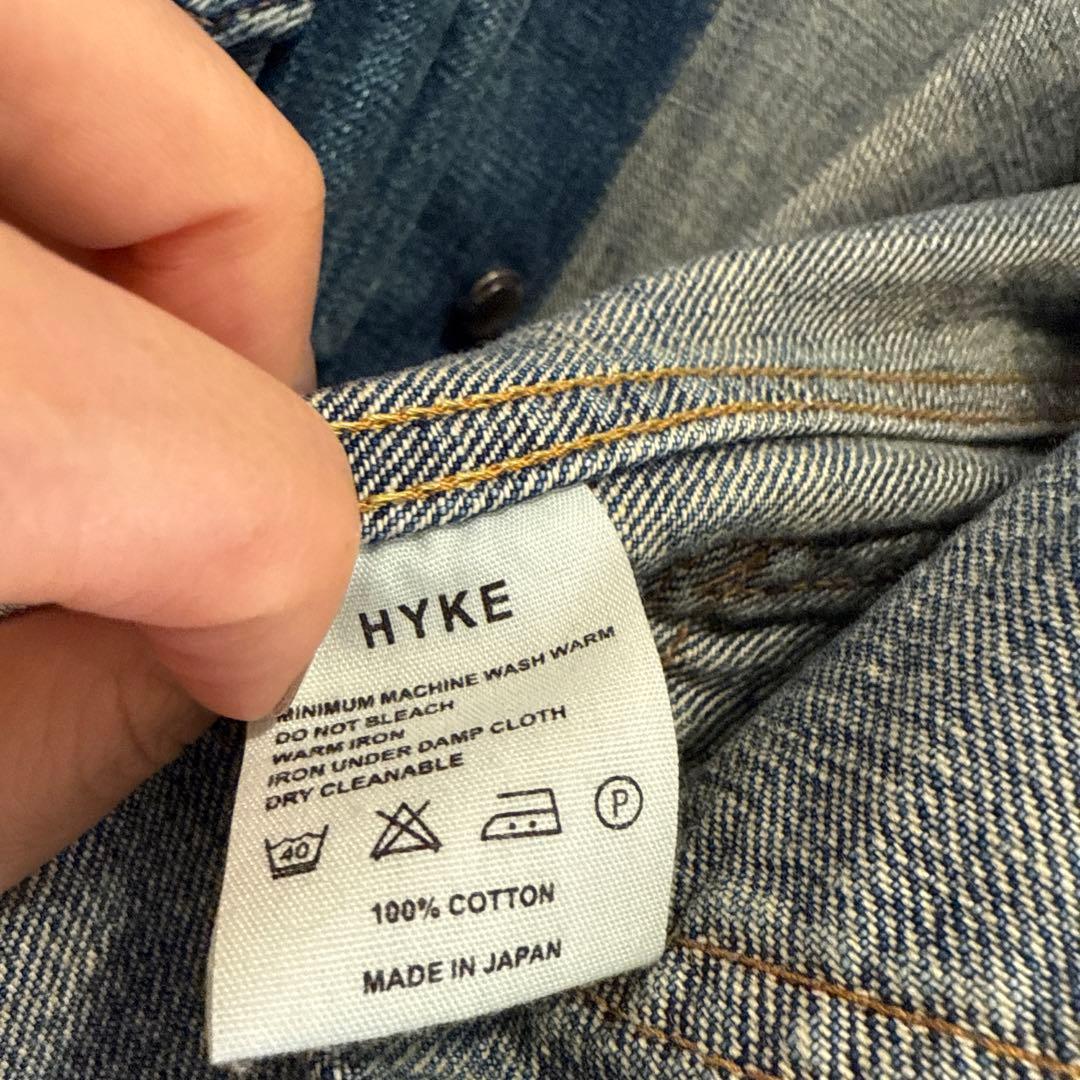 HYKE
MINIMUM MACHINE WASH WARM
DO NOT BLEACH
WARM IRON
IRON UNDER DAMP CLOTH
DRY CLEANABLE
40 P
100% COTTON
MADE IN JAPAN